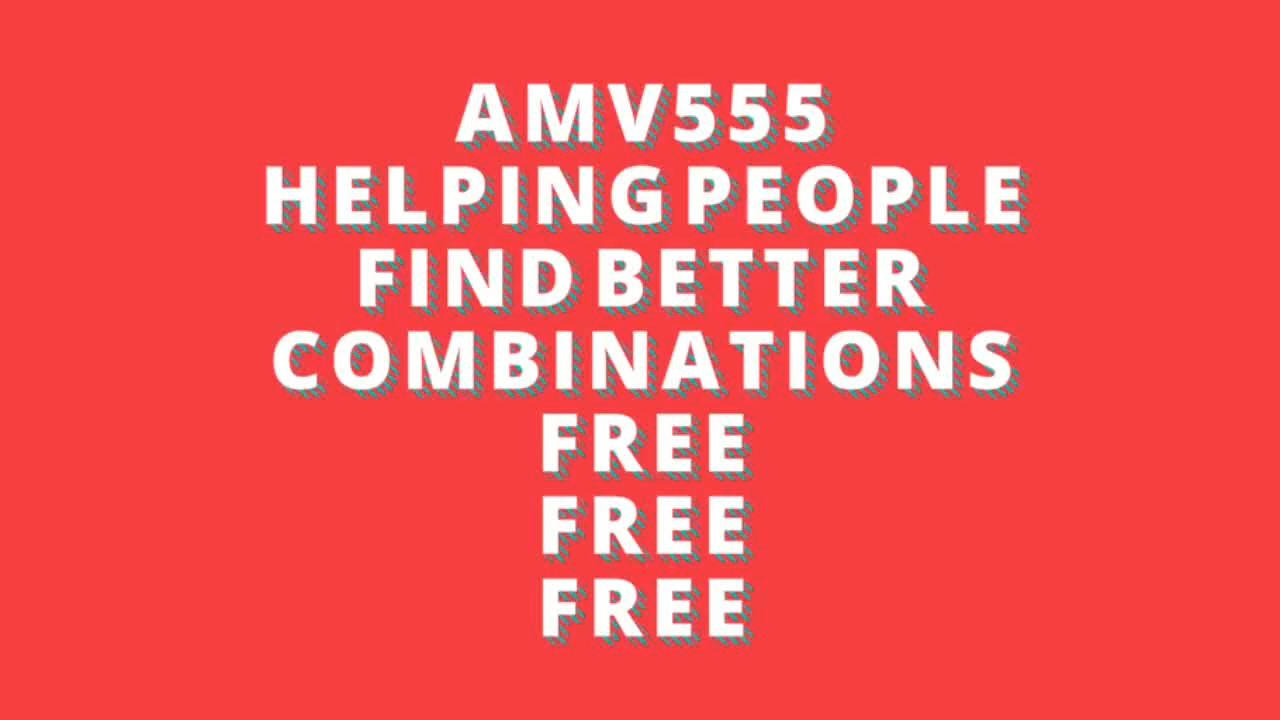 AMV555
HELPING PEOPLE
FIND BETTER
COMBINATIONS
FREE
FREE
FREE